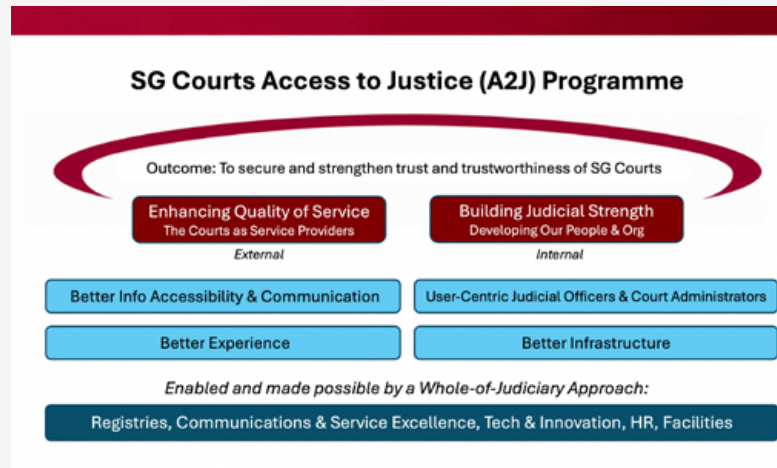 SG Courts Access to Justice (A2J) Programme
Outcome: To secure and strengthen trust and trustworthiness of SG Courts
Enhancing Quality of Service
The Courts as Service Providers
External
Building Judicial Strength
Developing Our People & Org
Internal
Better Info Accessibility & Communication
User-Centric Judicial Officers & Court Administrators
Better Experience
Better Infrastructure
Enabled and made possible by a Whole-of-Judiciary Approach:
Registries, Communications & Service Excellence, Tech & Innovation, HR, Facilities